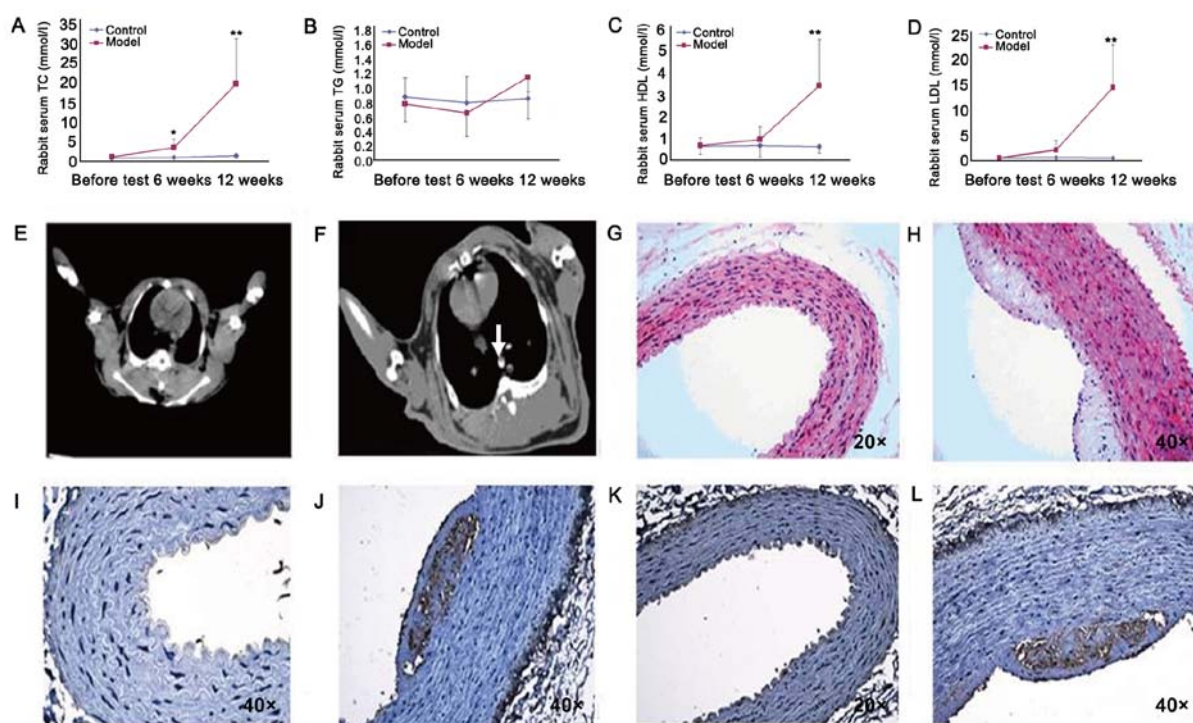 A
Rabbit serum TC (mmol/l)
35
30
25
20
15
10
5
0
Control
Model
*
**
Before test 6 weeks 12 weeks
B
Rabbit serum TG (mmol/l)
1.8
1.6
1.4
1.2
1.0
0.8
0.6
0.4
0.2
0.0
Control
Model
Before test 6 weeks 12 weeks
C
Rabbit serum HDL (mmol/l)
6
5
4
3
2
1
0
Control
Model
**
Before test 6 weeks 12 weeks
D
Rabbit serum LDL (mmol/l)
25
20
15
10
5
0
Control
Model
**
Before test 6 weeks 12 weeks
E
F
G
20×
H
40×
I
40×
J
40×
K
20×
L
40×